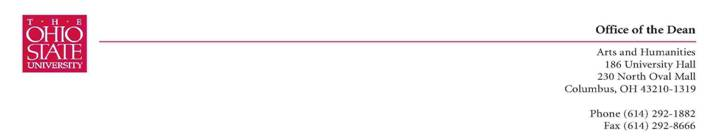 T · H · E
OHIO
STATE
UNIVERSITY
Office of the Dean
Arts and Humanities
186 University Hall
230 North Oval Mall
Columbus, OH 43210-1319
Phone (614) 292-1882
Fax (614) 292-8666